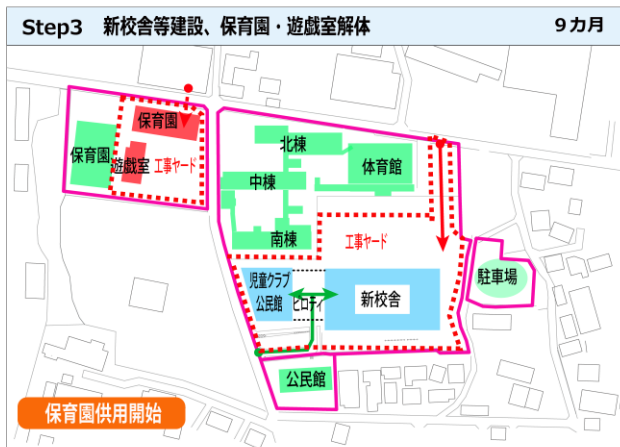 Step3 新校舎等建設、保育園・遊戯室解体 9カ月
保育園
保育園
遊戯室 工事ヤード
北棟
体育館
中棟
南棟
工事ヤード
児童クラブ
公民館
ピロティ
新校舎
駐車場
公民館
保育園供用開始